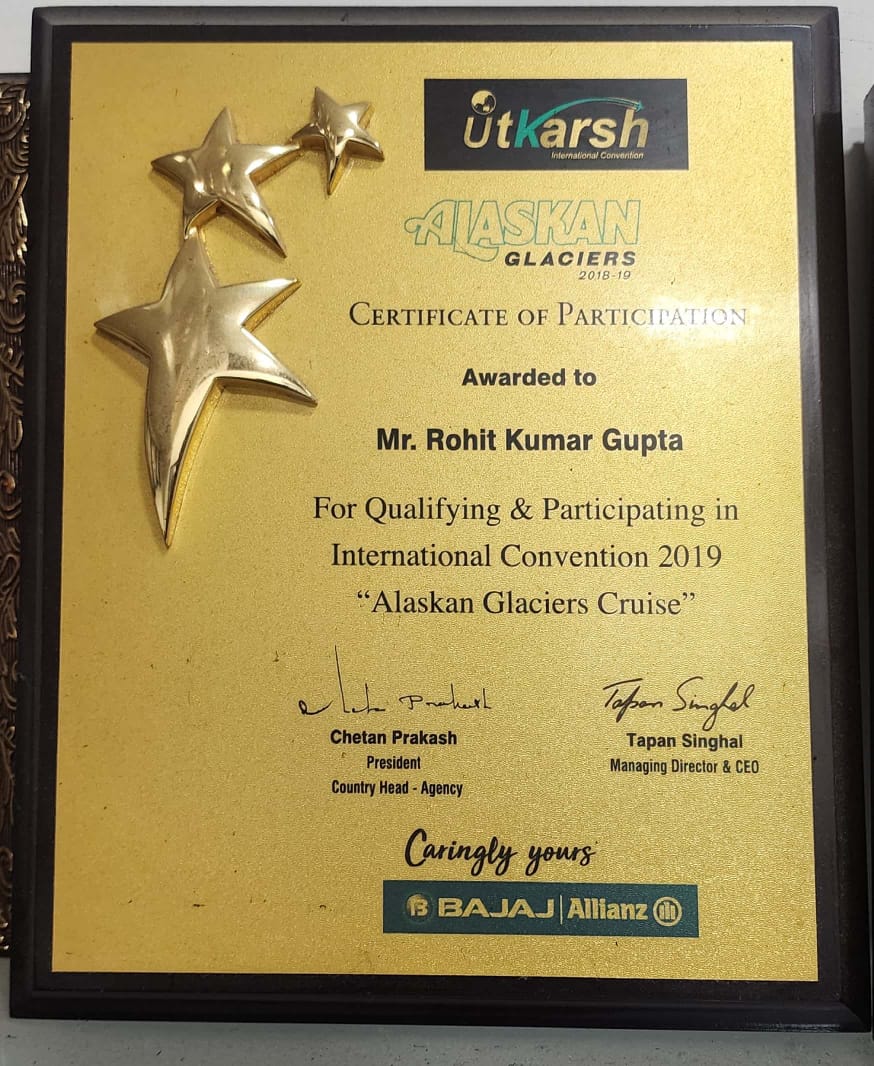 Utkarsh
International Convention
ALASKAN
GLACIERS
2018-19
CERTIFICATE OF PARTICIPATION
Awarded to
Mr. Rohit Kumar Gupta
For Qualifying & Participating in
International Convention 2019
“Alaskan Glaciers Cruise”
Chetan Prakash
Tapan Singhal
Chetan Prakash
President
Country Head - Agency
Tapan Singhal
Managing Director & CEO
Caringly yours
B BAJAJ | Allianz